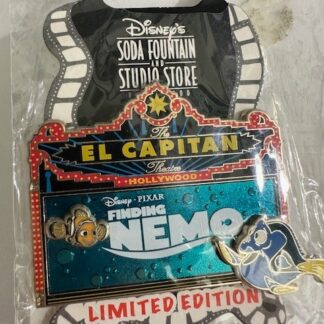 Disney's
SODA FOUNTAIN
AND
STUDIO STORE
The
EL CAPITAN
Theatre
HOLLYWOOD
DISNEY · PIXAR
FINDING
NEMO
LIMITED EDITION